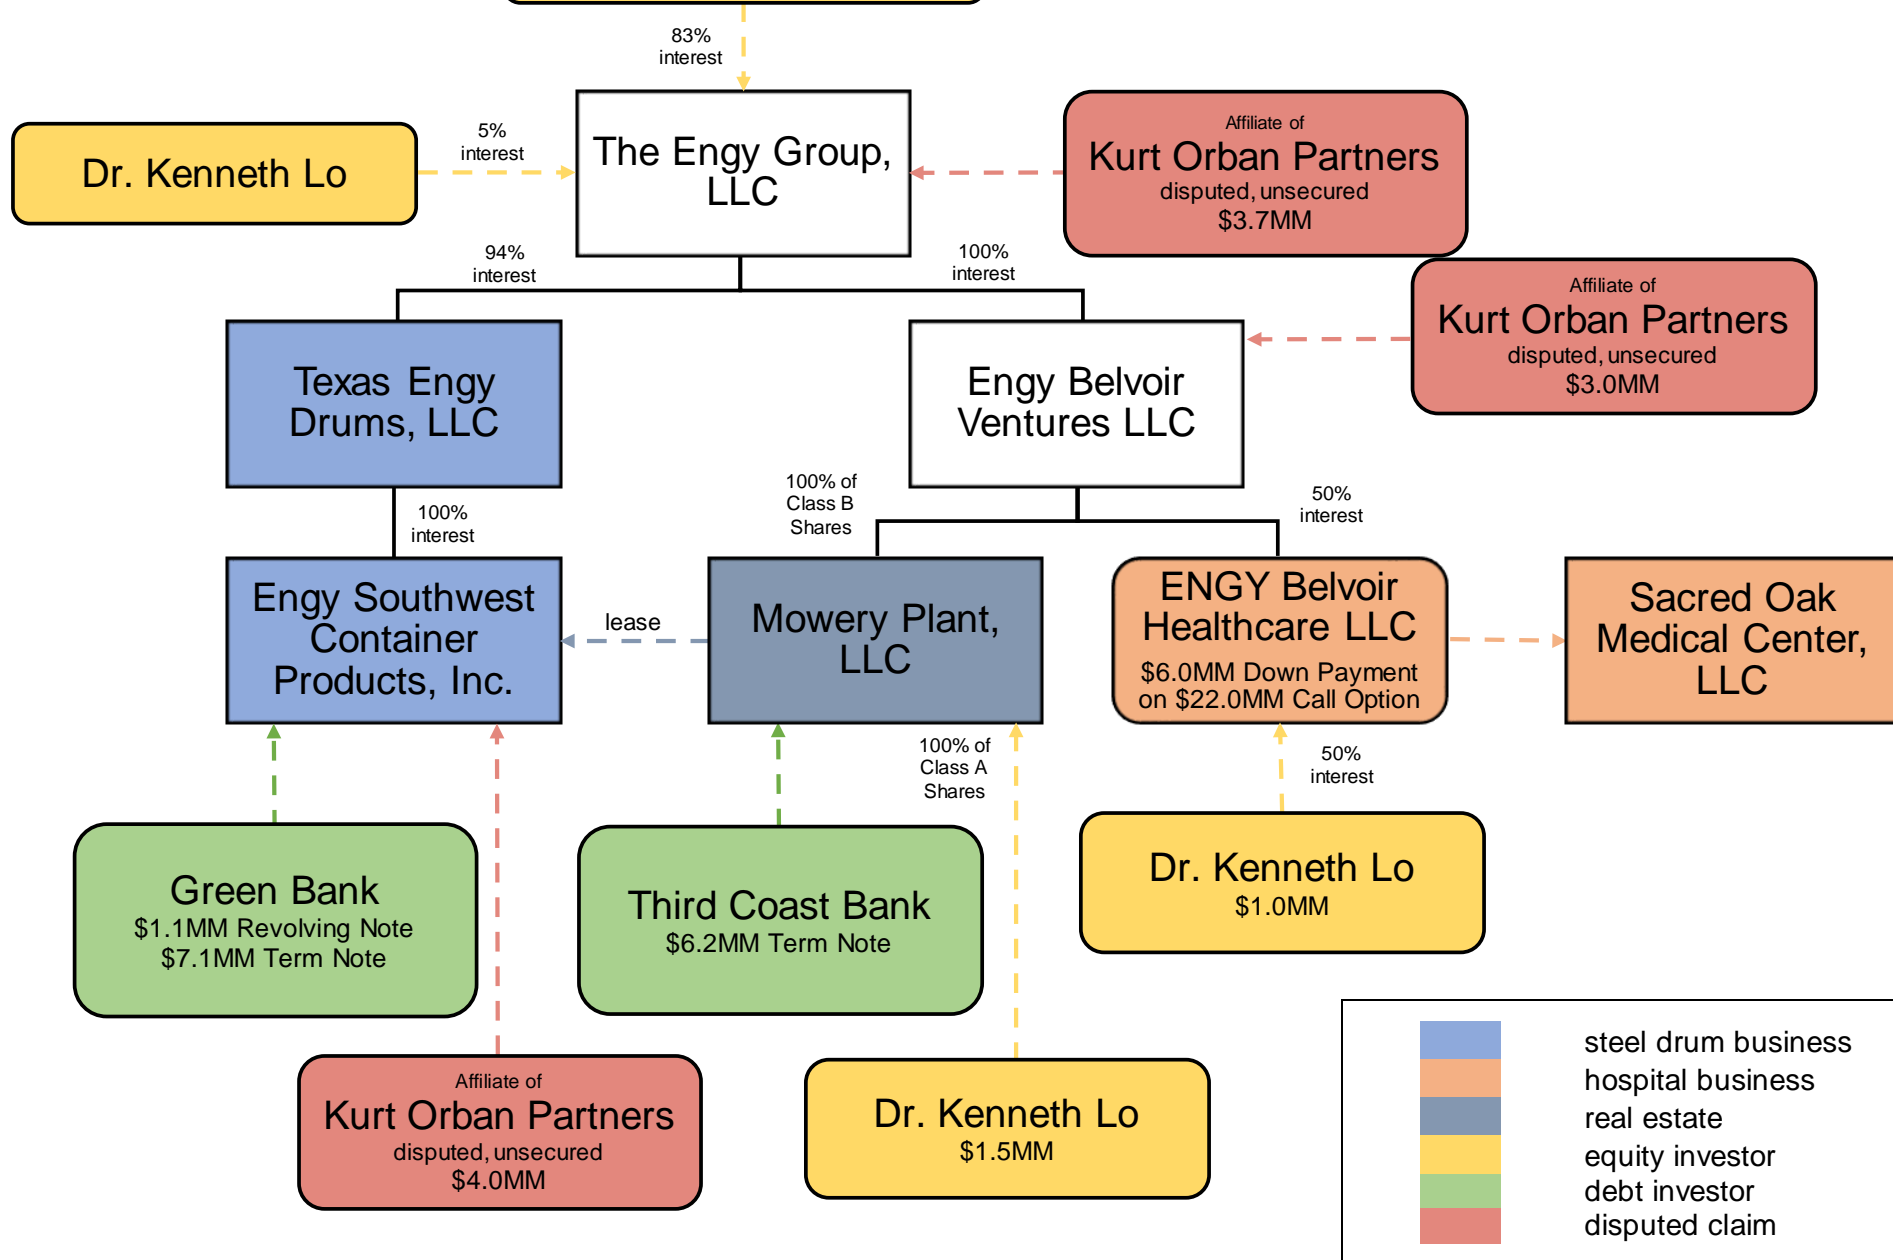 83%
interest
Dr. Kenneth Lo
5%
interest
The Engy Group,
LLC
Affiliate of
Kurt Orban Partners
disputed, unsecured
$3.7MM
94%
interest
100%
interest
Affiliate of
Kurt Orban Partners
disputed, unsecured
$3.0MM
Texas Engy
Drums, LLC
Engy Belvoir
Ventures LLC
100%
interest
100% of
Class B
Shares
50%
interest
Engy Southwest
Container
Products, Inc.
lease
Mowery Plant,
LLC
ENGY Belvoir
Healthcare LLC
$6.0MM Down Payment
on $22.0MM Call Option
Sacred Oak
Medical Center,
LLC
100% of
Class A
Shares
50%
interest
Green Bank
$1.1MM Revolving Note
$7.1MM Term Note
Third Coast Bank
$6.2MM Term Note
Dr. Kenneth Lo
$1.0MM
Affiliate of
Kurt Orban Partners
disputed, unsecured
$4.0MM
Dr. Kenneth Lo
$1.5MM
steel drum business
hospital business
real estate
equity investor
debt investor
disputed claim